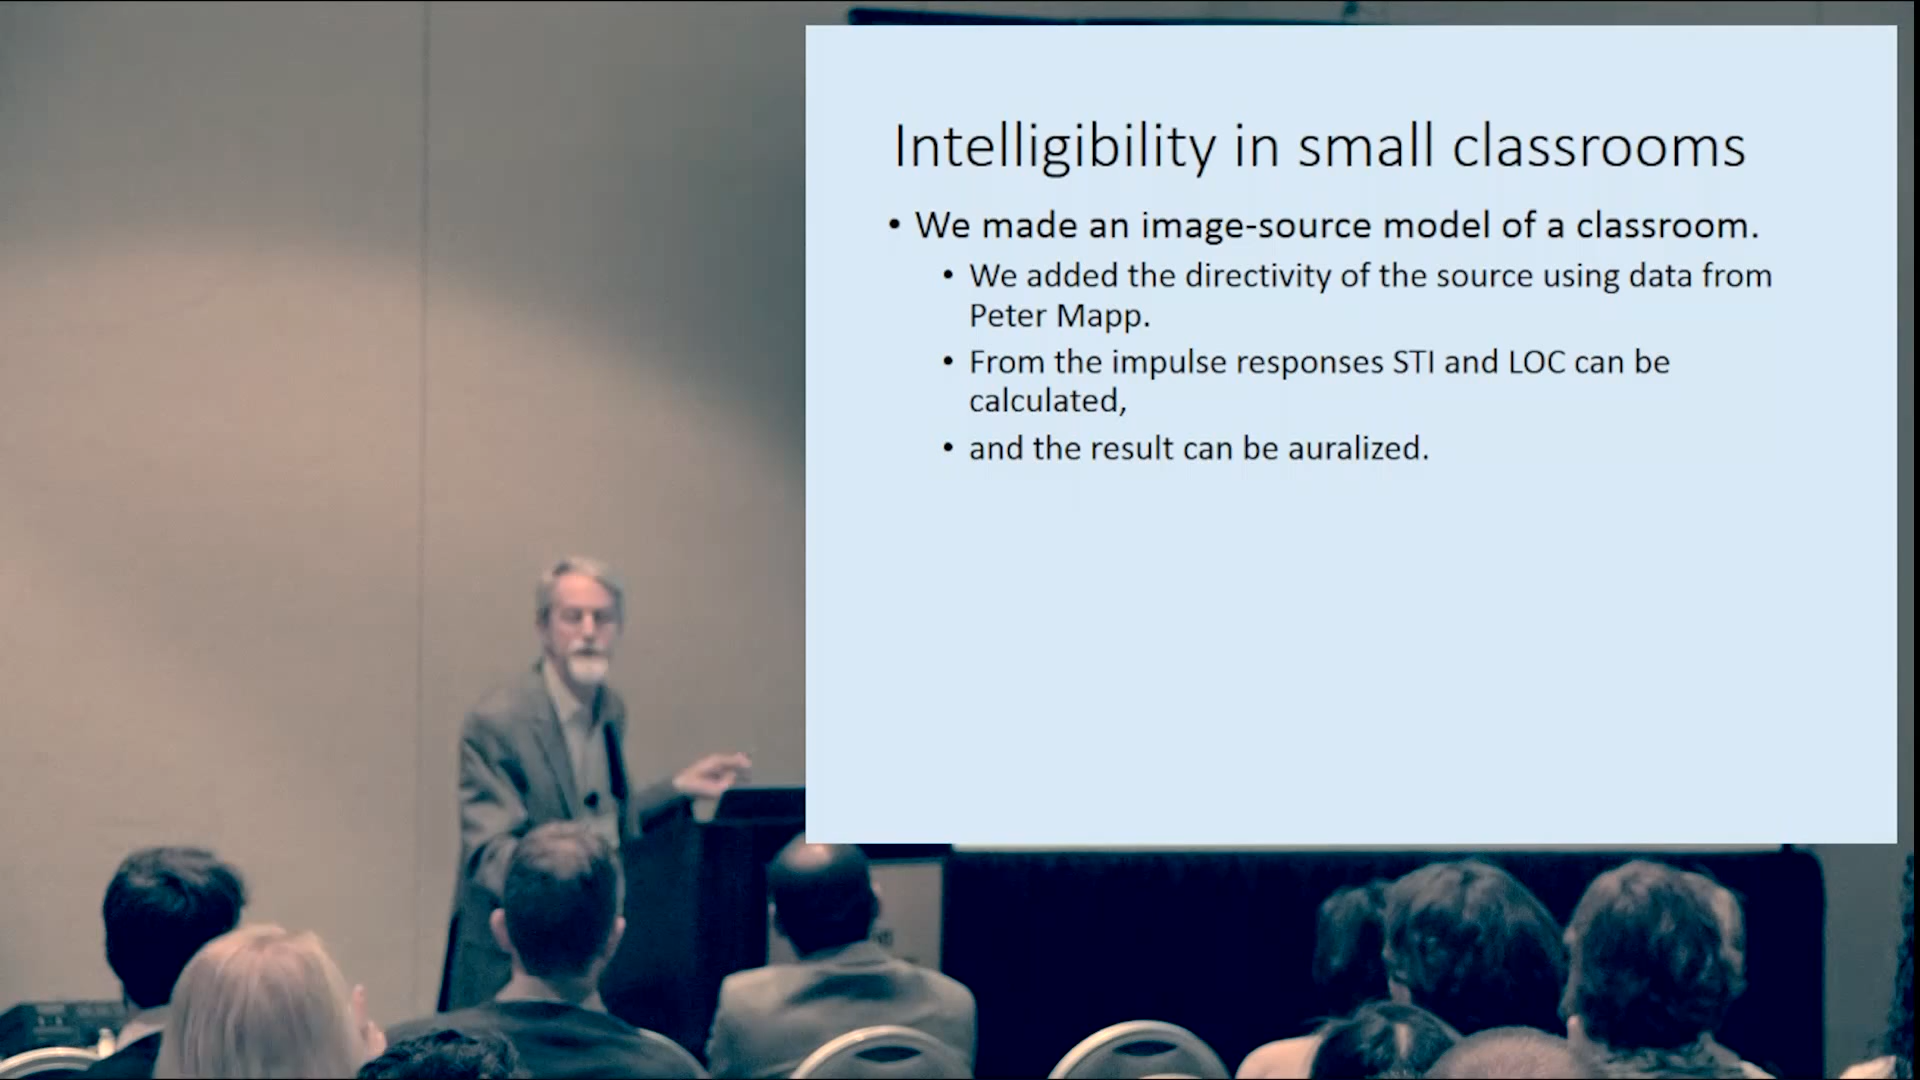 Intelligibility in small classrooms
• We made an image-source model of a classroom.
• We added the directivity of the source using data from
Peter Mapp.
• From the impulse responses STI and LOC can be
calculated,
• and the result can be auralized.